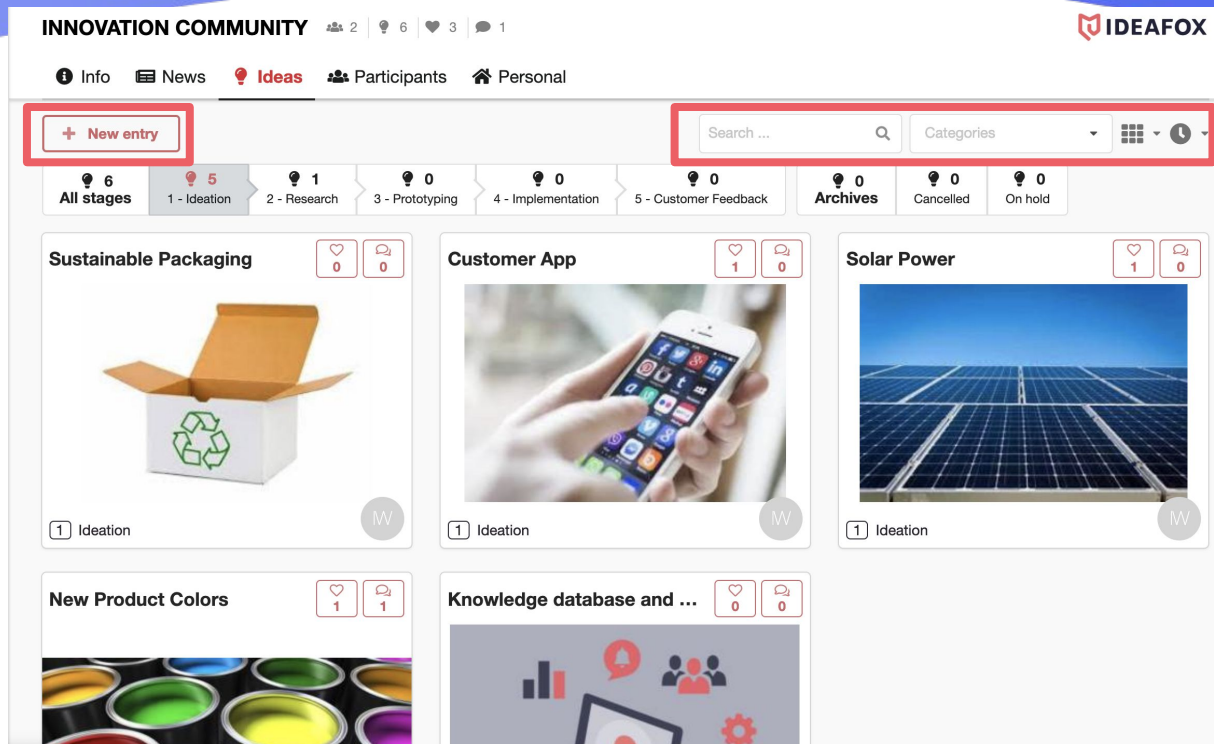 INNOVATION COMMUNITY 2 6 3 1
IDEAFOX
Info News Ideas Participants Personal
+ New entry
Search ... Categories
6 5 1 0 0 0 0 0 0
All stages 1 - Ideation 2 - Research 3 - Prototyping 4 - Implementation 5 - Customer Feedback Archives Cancelled On hold
Sustainable Packaging 0 0
Customer App 1 0
Solar Power 1 0
1 Ideation IW
1 Ideation IW
1 Ideation IW
New Product Colors 1 1
Knowledge database and ... 0 0